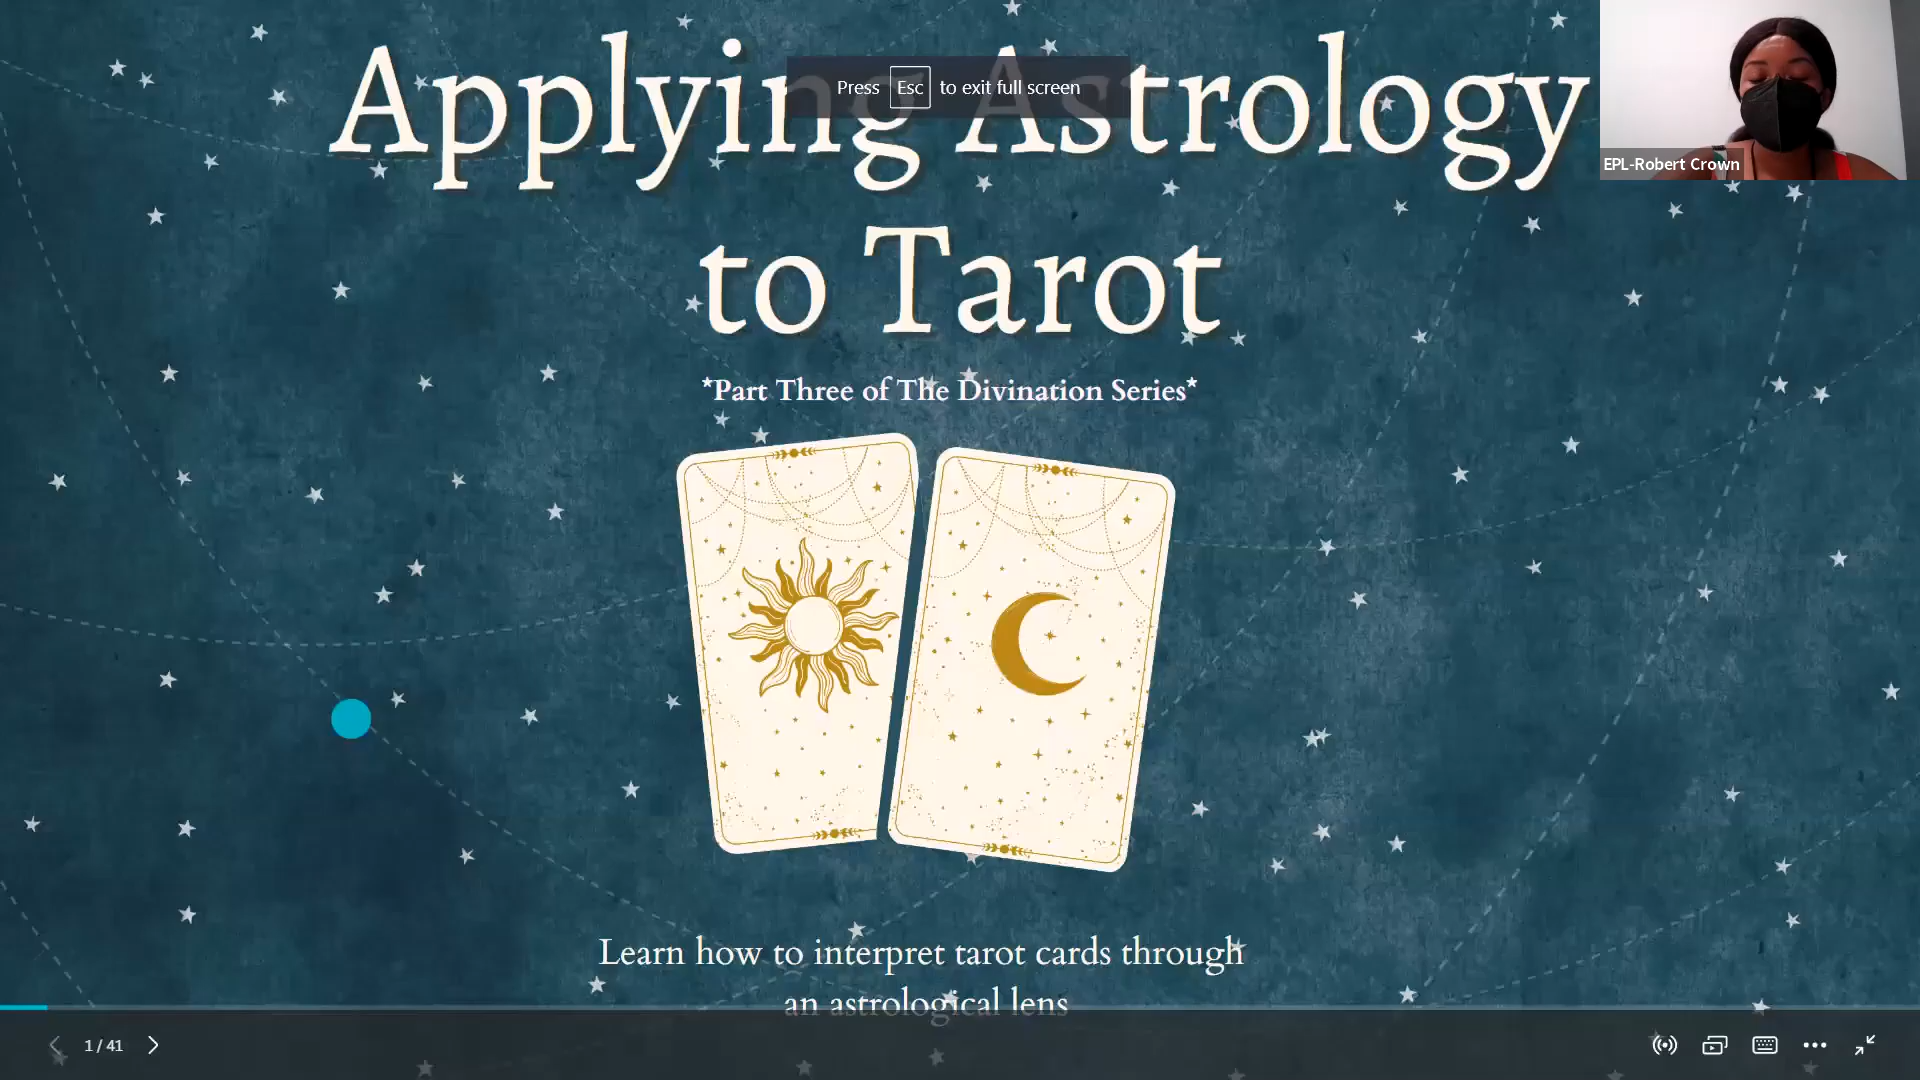 Applying Astrology
Press Esc to exit full screen
EPL-Robert Crown
to Tarot
*Part Three of The Divination Series*
Learn how to interpret tarot cards through
an astrological lens
1 / 41